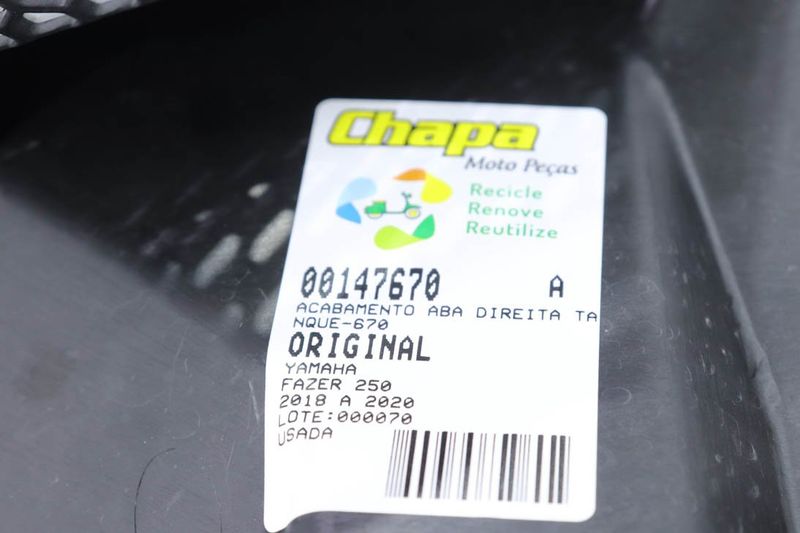 Chapa
Moto Peças
Recicle
Renove
Reutilize
00147670 A
ACABAMENTO ABA DIREITA TA
NQUE-670
ORIGINAL
YAMAHA
FAZER 250
2018 A 2020
LOTE:000070
USADA